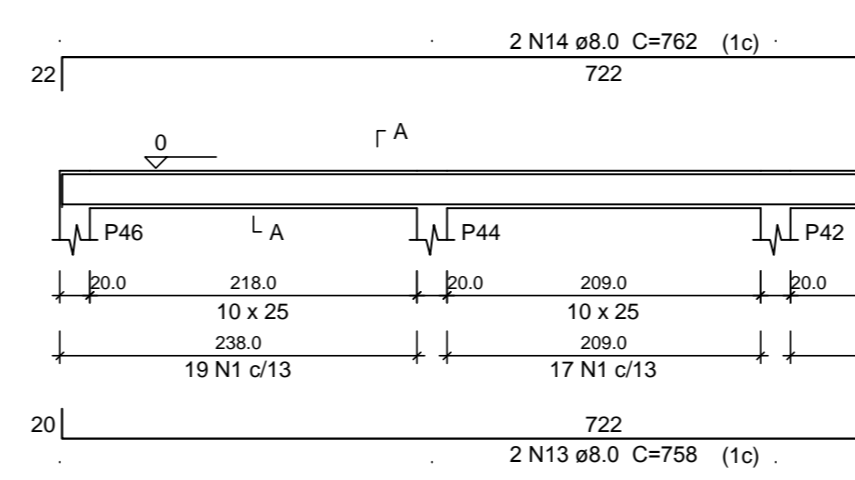 2 N14 ø8.0 C=762 (1c)
22
722
A
0
P46
A
P44
P42
20.0 218.0 20.0 209.0 20.0
10 x 25 10 x 25
238.0 209.0
19 N1 c/13 17 N1 c/13
20
722
2 N13 ø8.0 C=758 (1c)